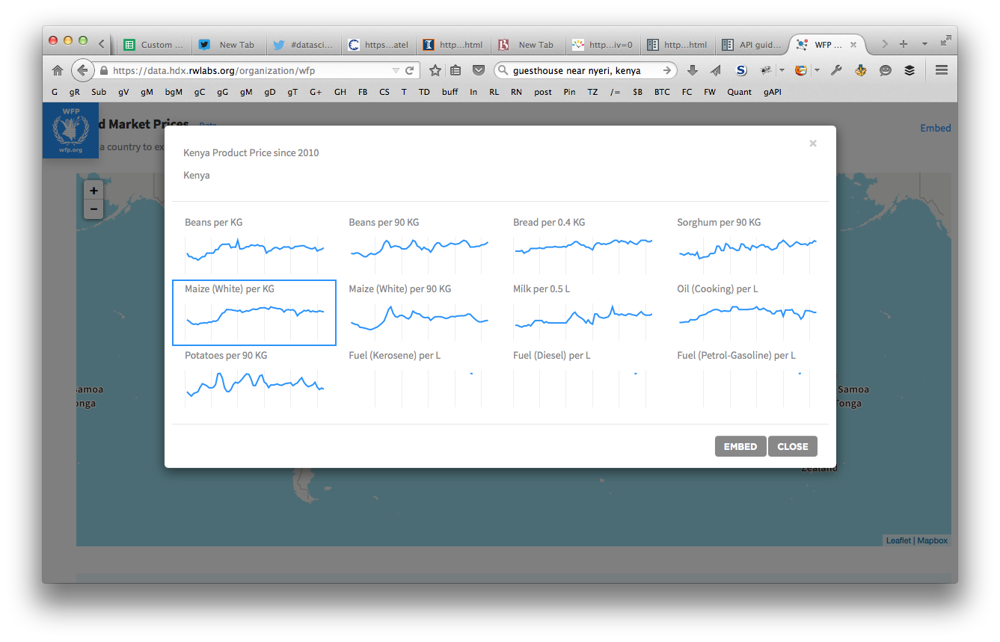 Custom ...
New Tab
#datasci...
https...atel
http...html
New Tab
http...iv=0
http...html
API guid...
WFP ...
https://data.hdx.rwlabs.org/organization/wfp
guesthouse near nyeri, kenya
G gR Sub gV gM bgM gC gG gM gD gT G+ GH FB CS T TD buff In RL RN post Pin TZ /= $B BTC FC FW Quant gAPI
WFP
wfp.org
d Market Prices
Data
Embed
a country to ex
Kenya Product Price since 2010
×
Kenya
+
−
Beans per KG
Beans per 90 KG
Bread per 0.4 KG
Sorghum per 90 KG
Maize (White) per KG
Maize (White) per 90 KG
Milk per 0.5 L
Oil (Cooking) per L
Potatoes per 90 KG
Fuel (Kerosene) per L
Fuel (Diesel) per L
Fuel (Petrol-Gasoline) per L
amoa
onga
Samoa
Tonga
EMBED
CLOSE
Zealand
Leaflet | Mapbox